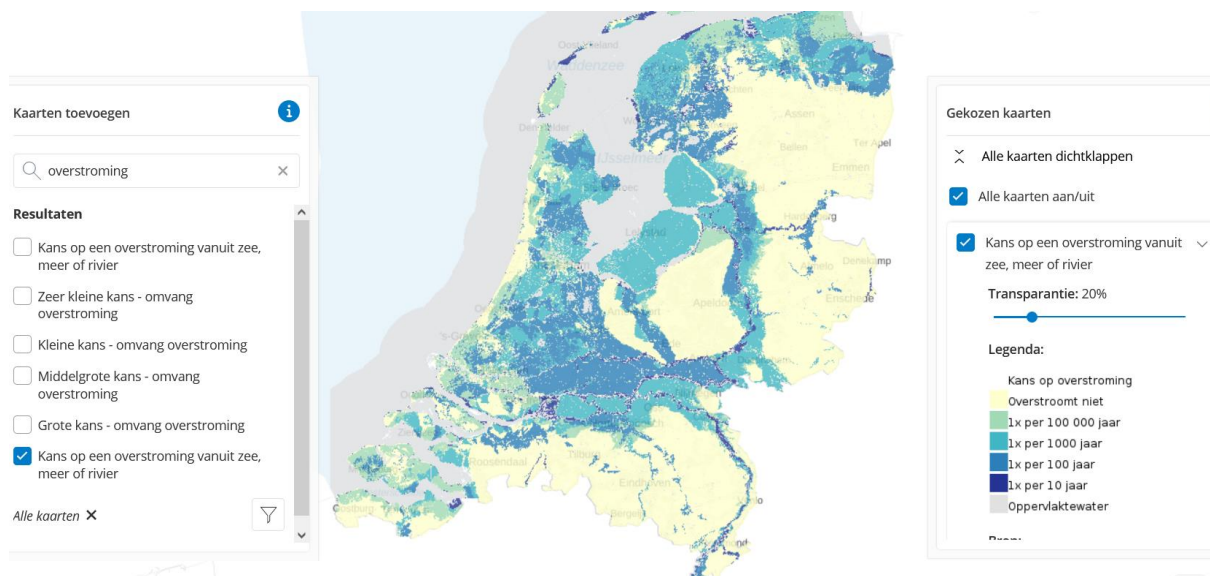 Kaarten toevoegen
i
overstroming
Resultaten
Kans op een overstroming vanuit zee,
meer of rivier
Zeer kleine kans - omvang
overstroming
Kleine kans - omvang overstroming
Middelgrote kans - omvang
overstroming
Grote kans - omvang overstroming
Kans op een overstroming vanuit zee,
meer of rivier
Alle kaarten
Waddenzee
Assen
Beilen
Ter Apel
Emmen
IJsselmeer
Lelystad
Enschede
Tilburg
Eindhoven
Roosendaal
Gekozen kaarten
Alle kaarten dichtklappen
Alle kaarten aan/uit
Kans op een overstroming vanuit
zee, meer of rivier
Transparantie: 20%
Legenda:
Kans op overstroming
Overstroomt niet
1x per 100 000 jaar
1x per 1000 jaar
1x per 100 jaar
1x per 10 jaar
Oppervlaktewater